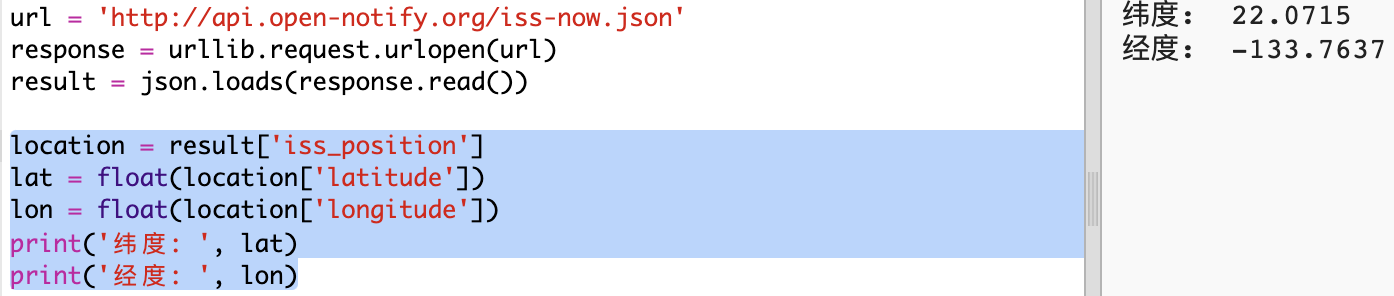 url = 'http://api.open-notify.org/iss-now.json'
response = urllib.request.urlopen(url)
result = json.loads(response.read())
location = result['iss_position']
lat = float(location['latitude'])
lon = float(location['longitude'])
print('纬度: ', lat)
print('经度: ', lon)
纬度:  22.0715
经度:  -133.7637